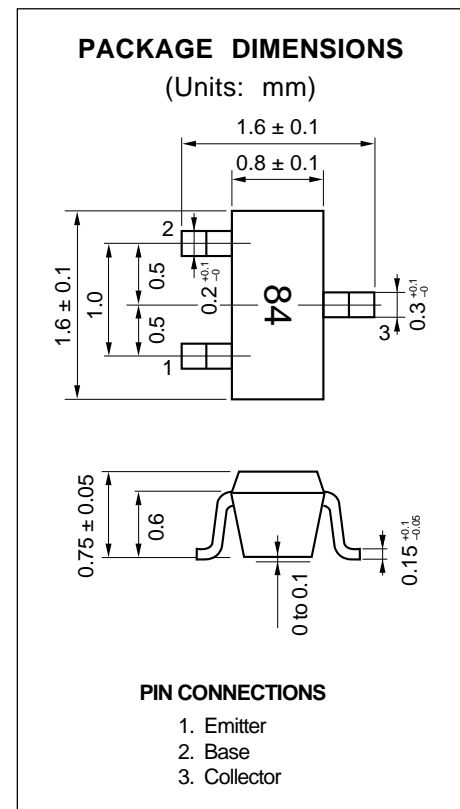 PACKAGE DIMENSIONS
(Units: mm)
1.6 ± 0.1
0.8 ± 0.1
2
1.6 ± 0.1
1.0
0.5
0.5
0.2 +0.1 −0
84
0.3 +0.1 −0
1
3
0.75 ± 0.05
0.6
0 to 0.1
0.15 +0.1 −0.05
PIN CONNECTIONS
1. Emitter
2. Base
3. Collector